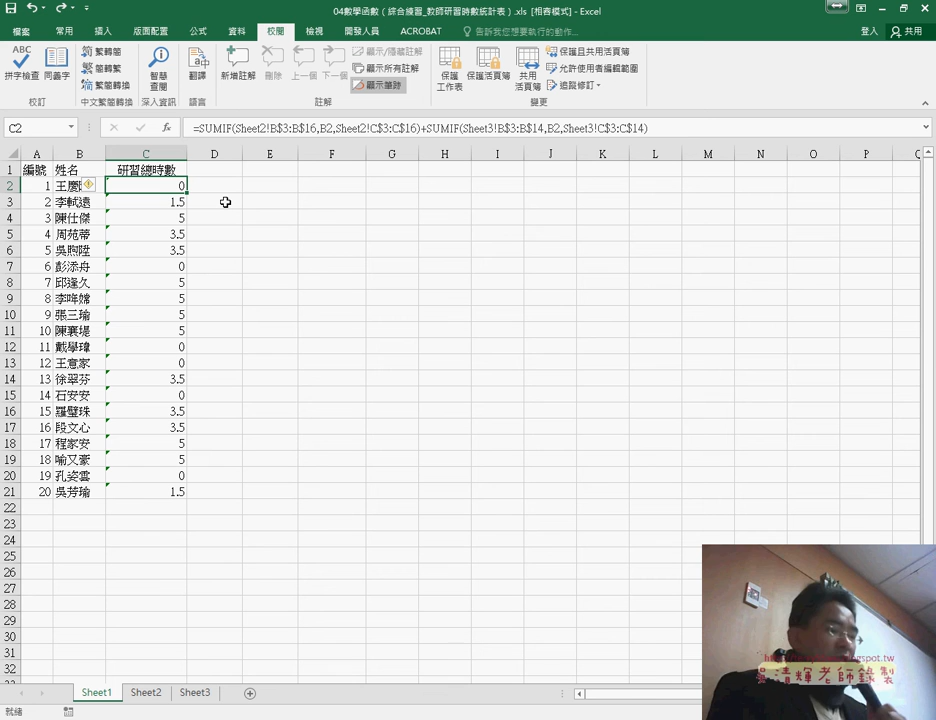 04數學函數（綜合練習_教師研習時數統計表）.xls [相容模式] - Excel
檔案 常用 插入 版面配置 公式 資料 校閱 檢視 開發人員 ACROBAT 告訴我您想要執行的動作... 登入 共用
拼字檢查 同義字 繁轉簡 簡轉繁 繁簡轉換 智慧查閱 翻譯 新增註解 刪除 上一個 下一個 顯示/隱藏註解 顯示所有註解 顯示筆跡 保護工作表 保護活頁簿 共用活頁簿 保護且共用活頁簿 允許使用者編輯範圍 追蹤修訂
校訂 中文繁簡轉換 深入資訊 語言 註解 變更
C2 =SUMIF(Sheet2!B$3:B$16,B2,Sheet2!C$3:C$16)+SUMIF(Sheet3!B$3:B$14,B2,Sheet3!C$3:C$14)
A B C D E F G H I J K L M N O P Q
1 編號 姓名 研習總時數
2 1 王慶 0
3 2 李軾遠 1.5
4 3 陳仕傑 5
5 4 周苑蒂 3.5
6 5 吳煦陞 3.5
7 6 彭添舟 0
8 7 邱逢久 5
9 8 李晔嫦 5
10 9 張三瑜 5
11 10 陳襄堤 5
12 11 戴學瑋 0
13 12 王意家 0
14 13 徐翠芬 3.5
15 14 石安安 0
16 15 羅璧珠 3.5
17 16 段文心 3.5
18 17 程家安 5
19 18 喻又豪 5
20 19 孔姿雲 0
21 20 吳芳瑜 1.5
22
23
24
25
26
27
28
29
30
31
32
Sheet1 Sheet2 Sheet3
就緒
吳清輝老師錄製